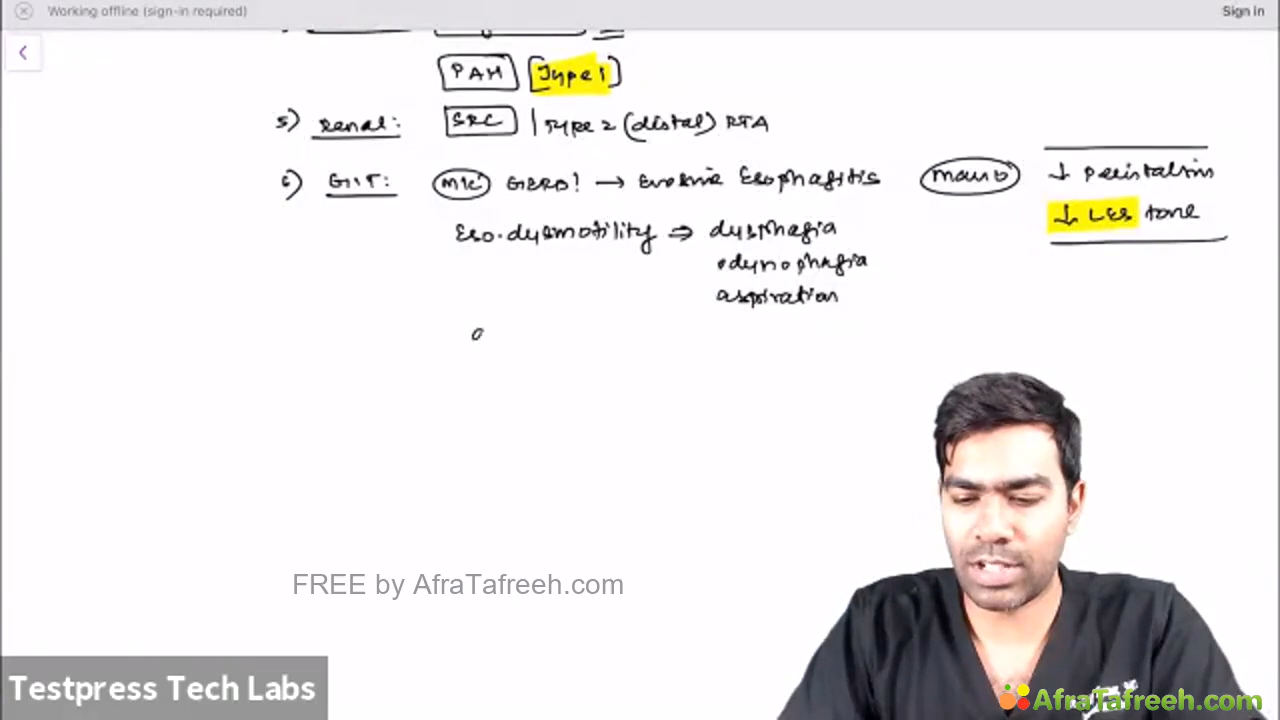 Working offline (sign-in required)
Sign in
PAH [Type 1]
5) Renal: SRC | Type 2 (distal) RTA
6) GIT: GERD! → Erosive Esophagitis
mano
↓ peristalsis
↓ LES tone
Eso.dysmotility ⇒ dysphagia
odynophagia
aspiration
FREE by AfraTafreeh.com
Testpress Tech Labs
AfraTafreeh.com